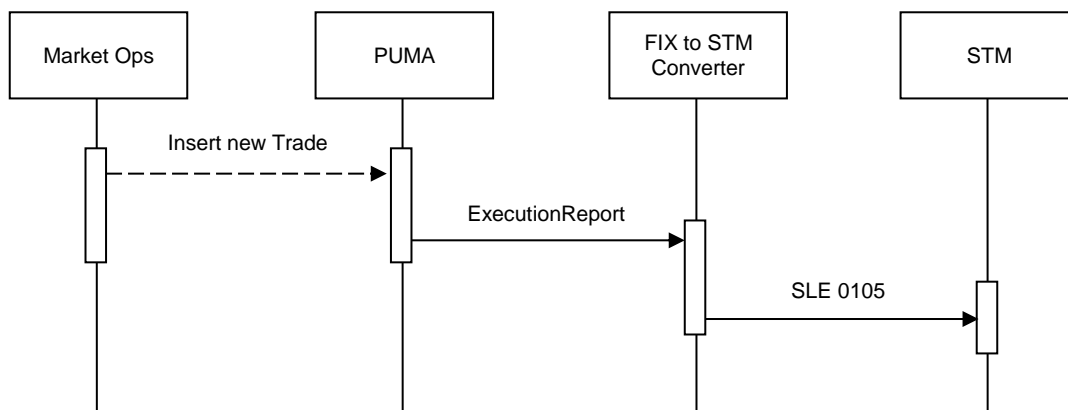 Market Ops
PUMA
FIX to STM
Converter
STM
Insert new Trade
ExecutionReport
SLE 0105